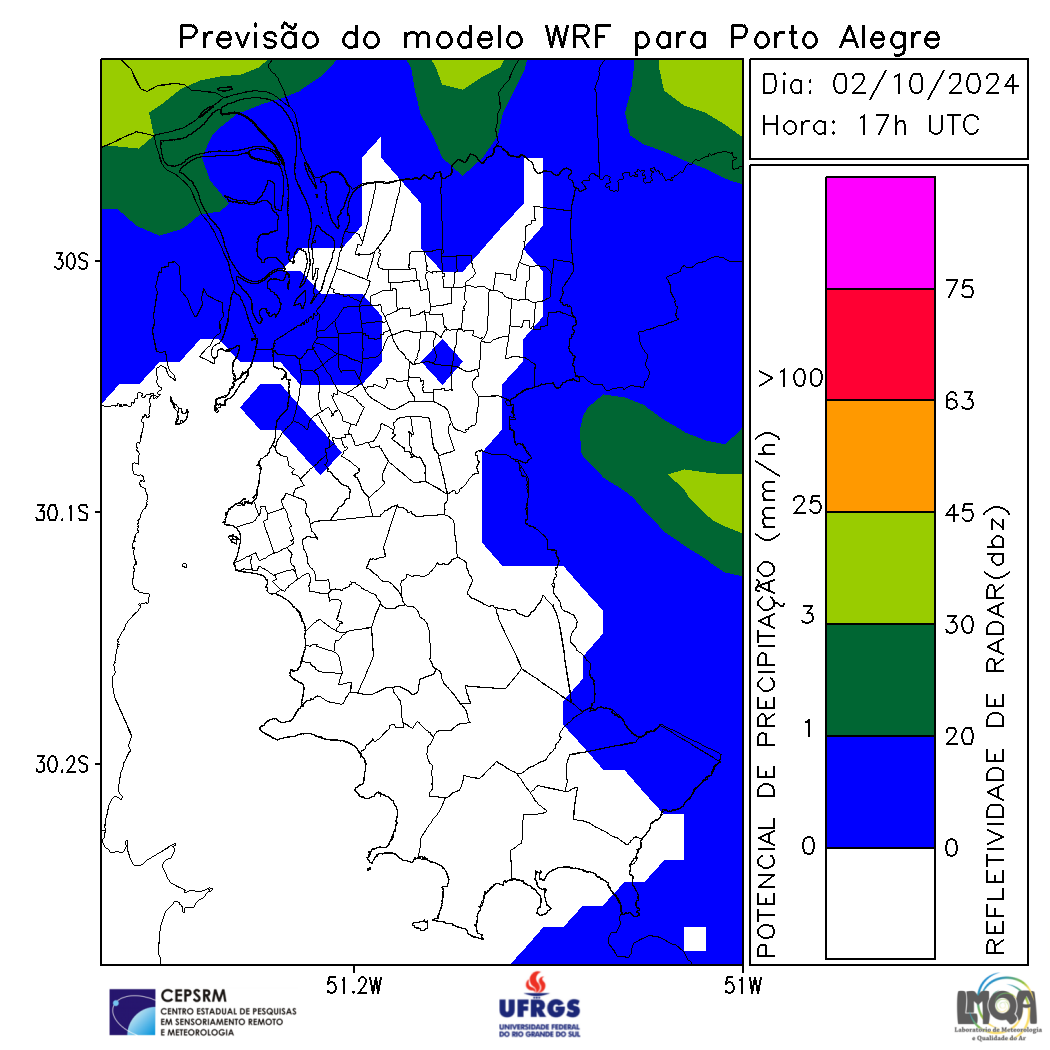 Previsão do modelo WRF para Porto Alegre
Dia: 02/10/2024
Hora: 17h UTC
30S
30.1S
30.2S
51.2W
51W
POTENCIAL DE PRECIPITAÇÃO (mm/h)
>100
25
3
1
0
75
63
45
30
20
0
REFLETIVIDADE DE RADAR(dbz)
CEPSRM
CENTRO ESTADUAL DE PESQUISAS
EM SENSORIAMENTO REMOTO
E METEOROLOGIA
UFRGS
UNIVERSIDADE FEDERAL
DO RIO GRANDE DO SUL
LMQA
Laboratório de Meteorologia
e Qualidade do Ar